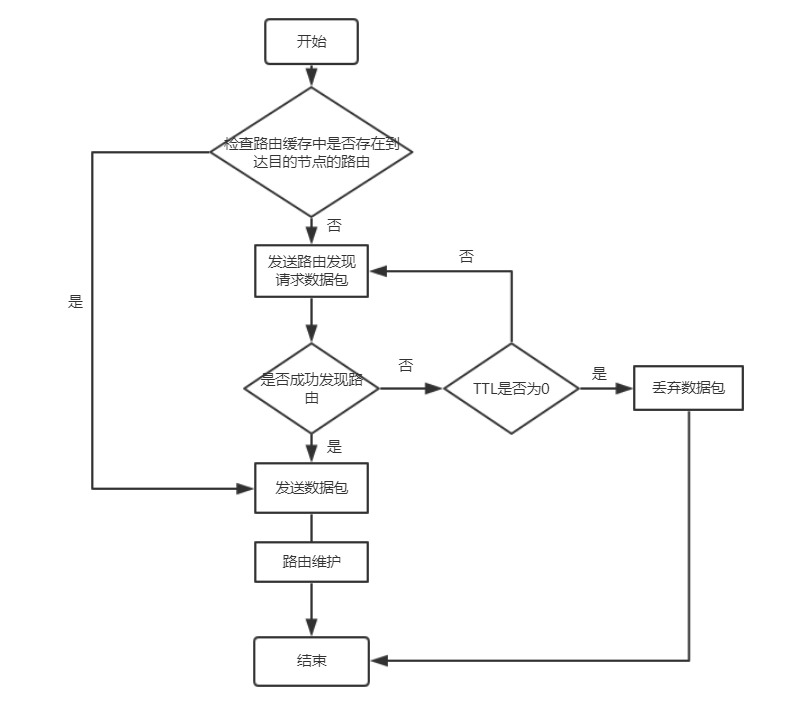 开始
检查路由缓存中是否存在到
达目的节点的路由
否
发送路由发现
请求数据包
否
是
是否成功发现路
由
否
TTL是否为0
是
丢弃数据包
是
发送数据包
路由维护
结束